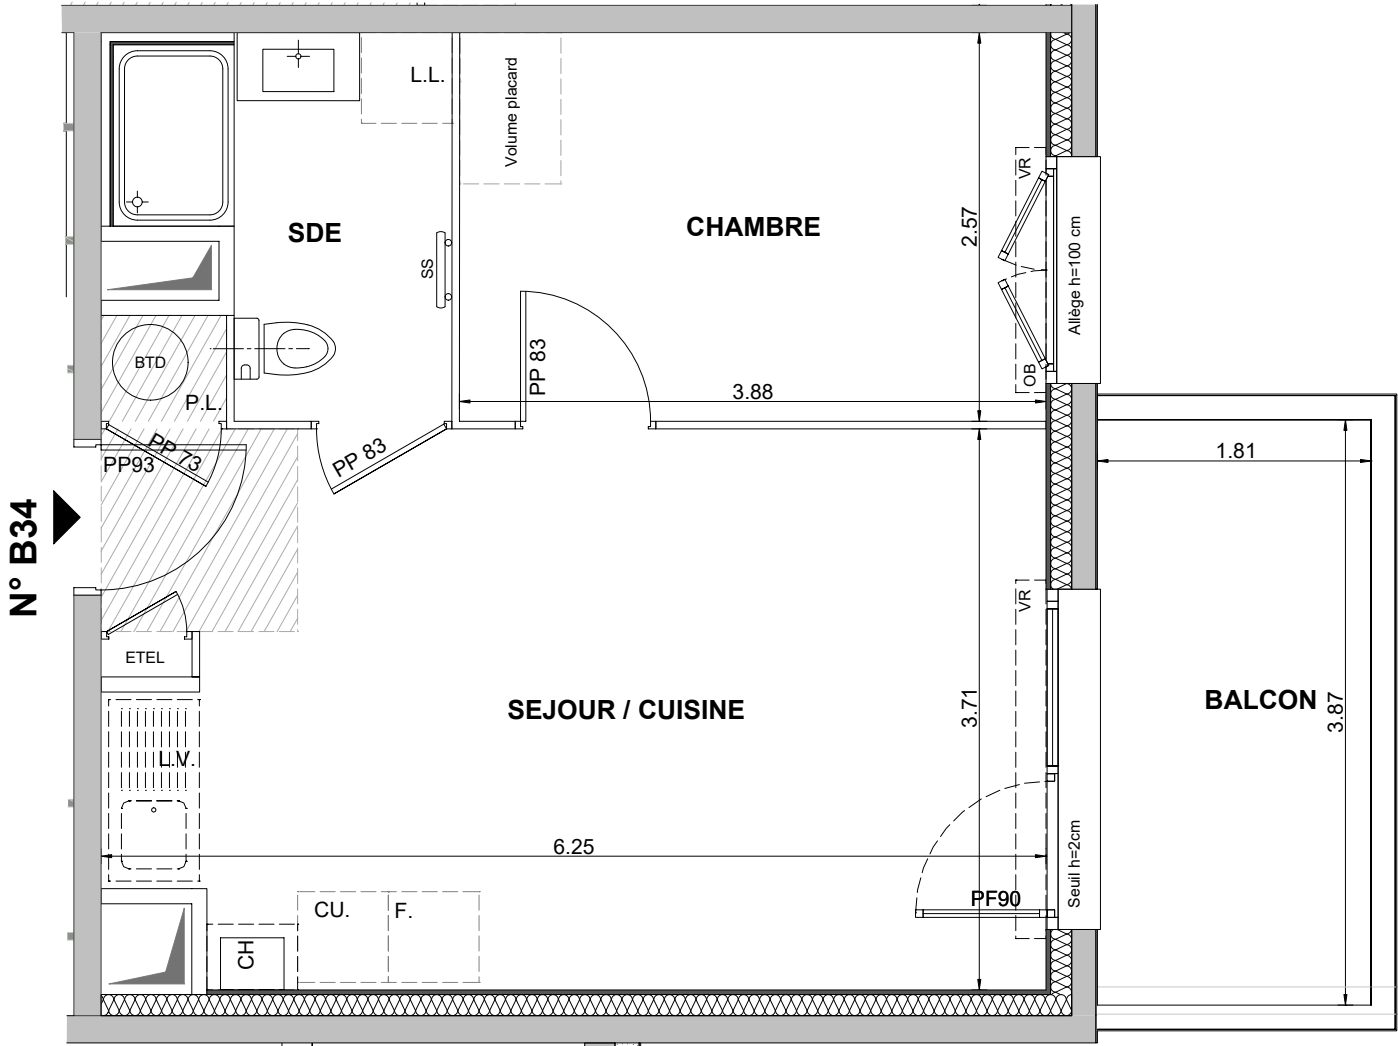 L.L.
Volume placard
SDE
CHAMBRE
SS
2.57
VR
Allège h=100 cm
OB
BTD
P.L.
PP 83
3.88
PP 73
PP93
PP 83
1.81
N° B34
ETEL
VR
SEJOUR / CUISINE
3.71
BALCON
3.87
L.V.
6.25
Seuil h=2cm
PF90
CU.
F.
CH